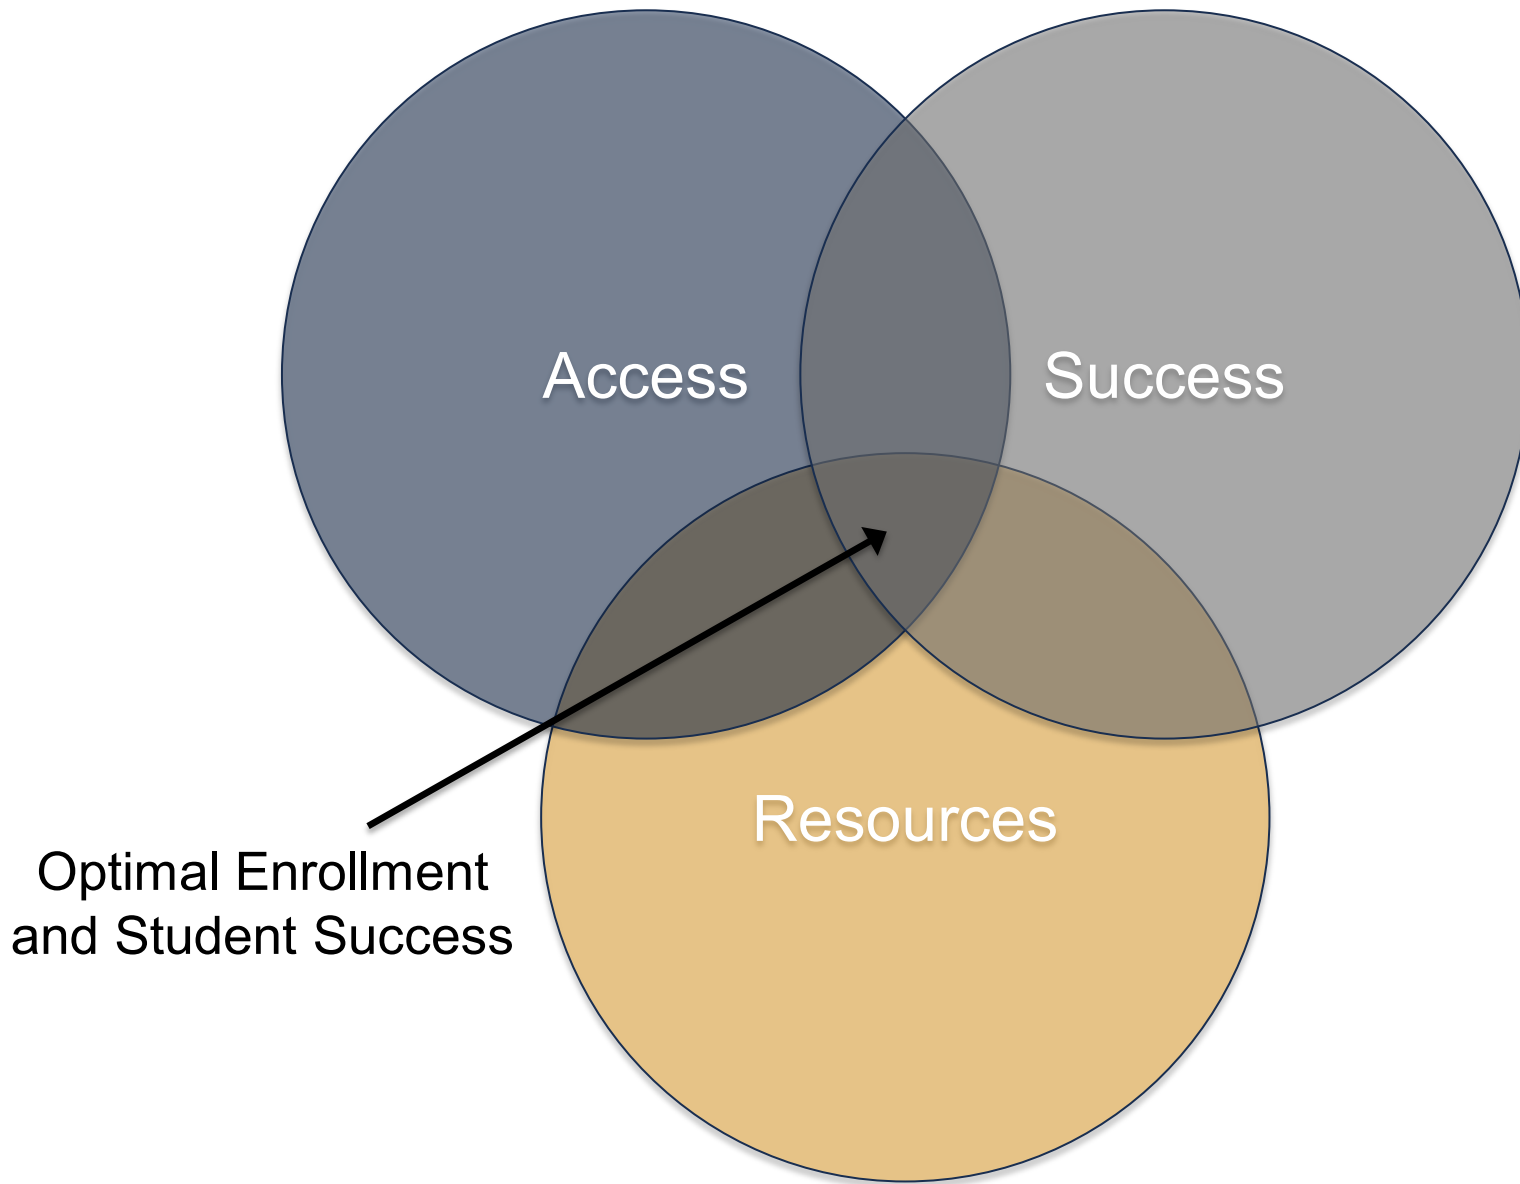 Access
Success
Resources
Optimal Enrollment
and Student Success